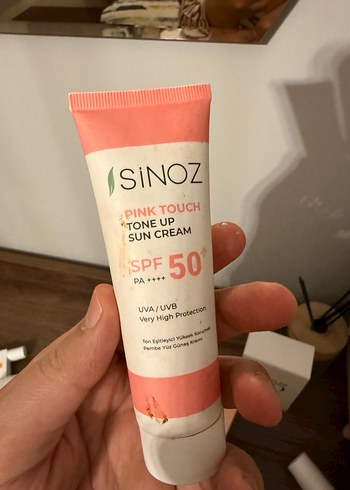 SiNOZ
PINK TOUCH
TONE UP
SUN CREAM
SPF 50+
PA ++++
UVA / UVB
Very High Protection
Ton Eşitleyici Yüksek Korumalı
Pembe Yüz Güneş Kremi